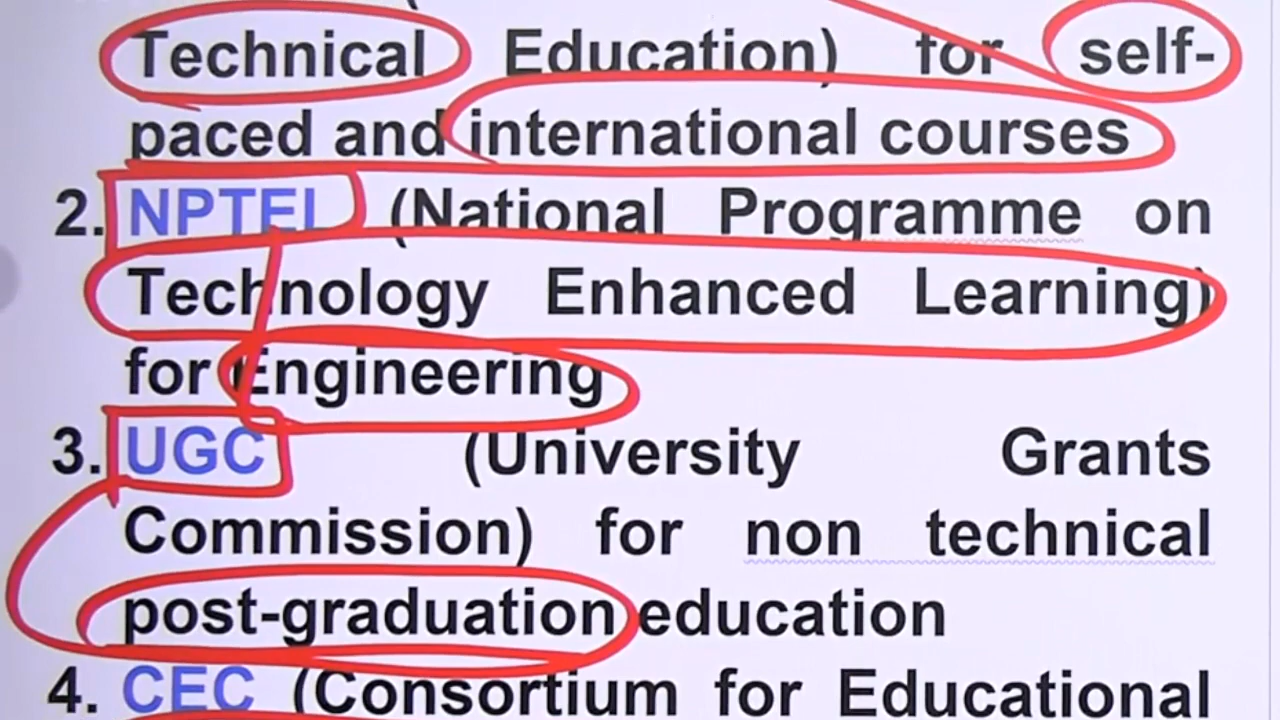 Technical Education) for self-
paced and international courses
2. NPTEL (National Programme on
Technology Enhanced Learning)
for Engineering
3. UGC (University Grants
Commission) for non technical
post-graduation education
4. CEC (Consortium for Educational